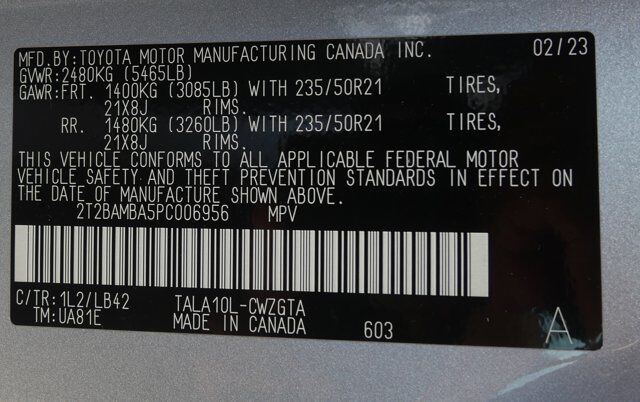 MFD.BY:TOYOTA MOTOR MANUFACTURING CANADA INC. 02/23
GVWR:2480KG (5465LB)
GAWR:FRT. 1400KG (3085LB) WITH 235/50R21 TIRES,
21X8J RIMS.
RR. 1480KG (3260LB) WITH 235/50R21 TIRES,
21X8J RIMS.
THIS VEHICLE CONFORMS TO ALL APPLICABLE FEDERAL MOTOR
VEHICLE SAFETY AND THEFT PREVENTION STANDARDS IN EFFECT ON
THE DATE OF MANUFACTURE SHOWN ABOVE.
2T2BAMBA5PC006956 MPV
C/TR:1L2/LB42 TALA10L-CWZGTA
TM:UA81E MADE IN CANADA 603 A